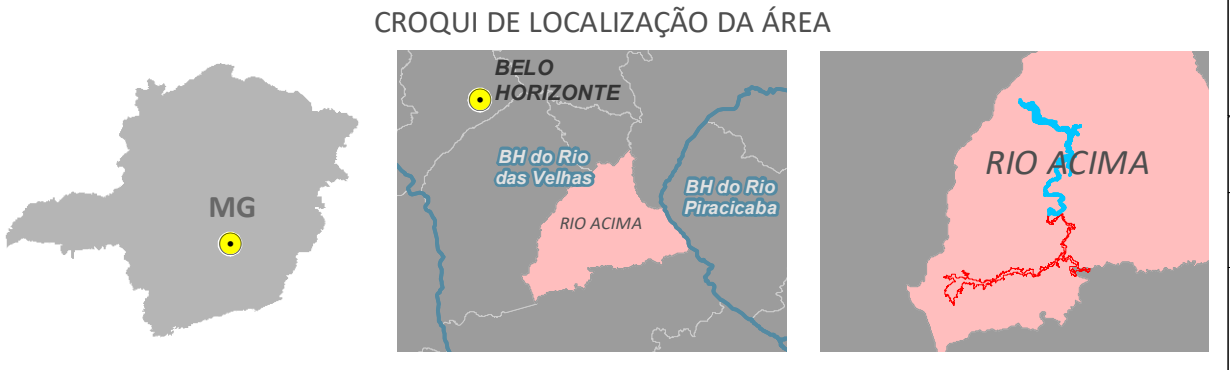 CROQUI DE LOCALIZAÇÃO DA ÁREA
MG
BELO
HORIZONTE
BH do Rio
das Velhas
BH do Rio
Piracicaba
RIO ACIMA
RIO ACIMA